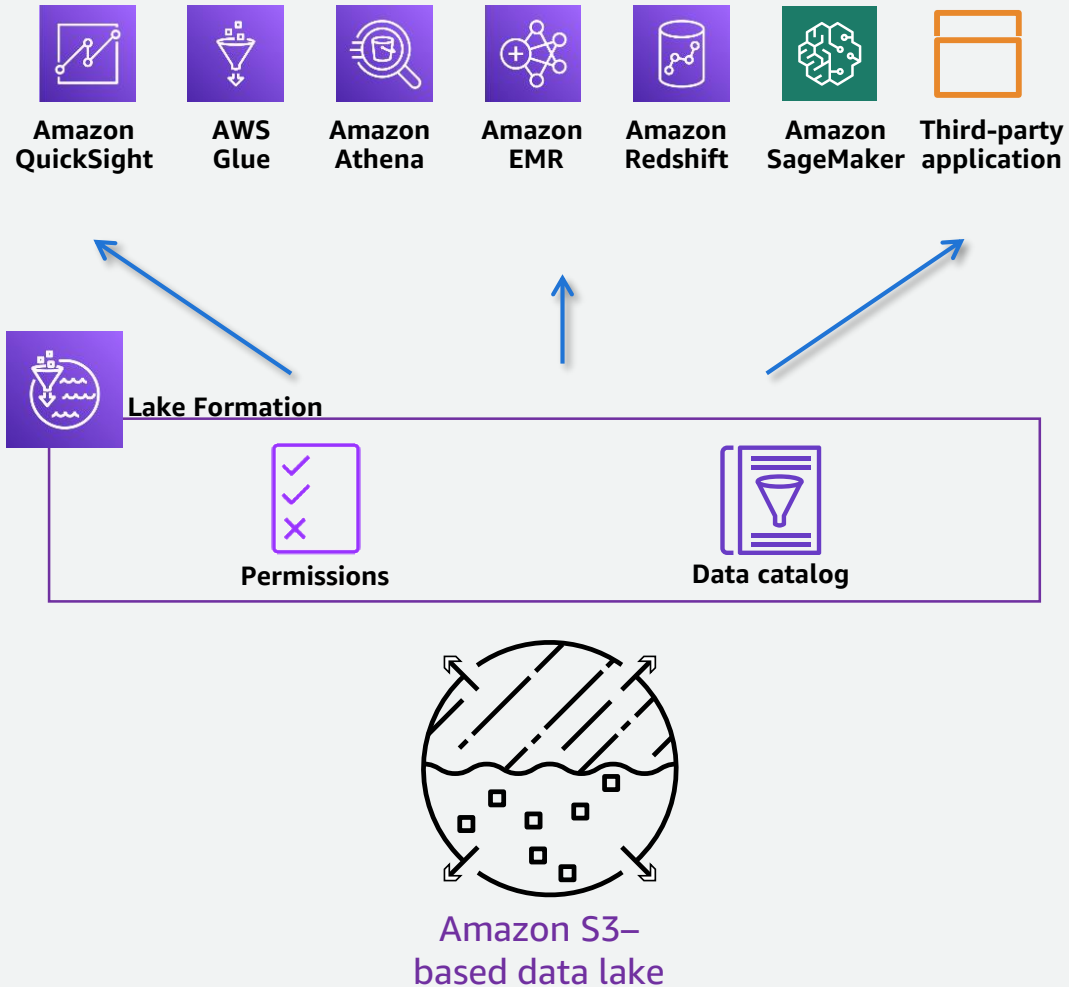 Amazon QuickSight
AWS Glue
Amazon Athena
Amazon EMR
Amazon Redshift
Amazon SageMaker
Third-party application
Lake Formation
Permissions
Data catalog
Amazon S3–
based data lake